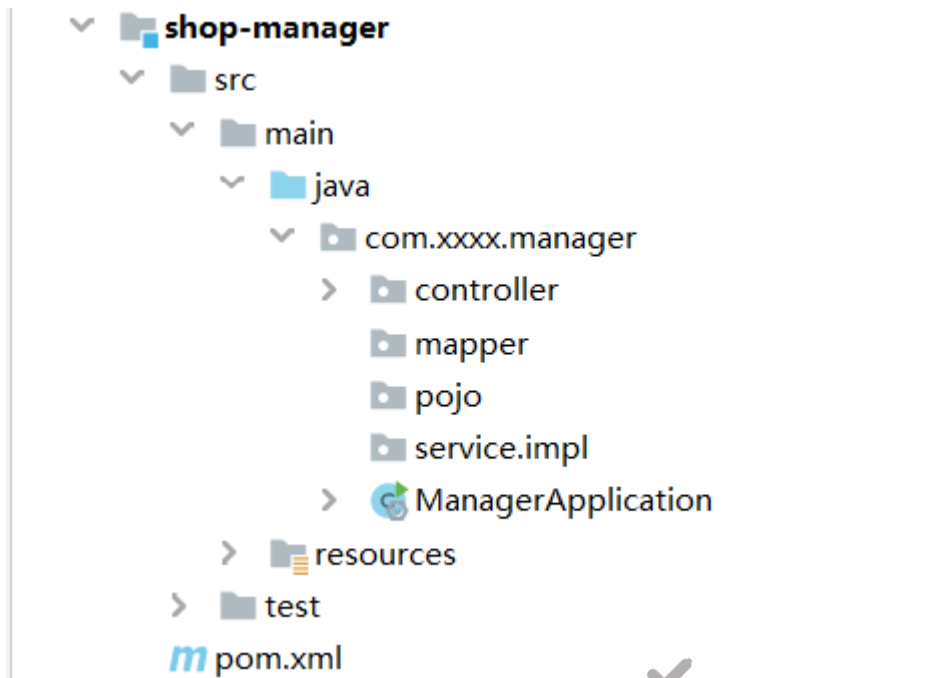 shop-manager
src
main
java
com.xxxx.manager
controller
mapper
pojo
service.impl
ManagerApplication
resources
test
pom.xml